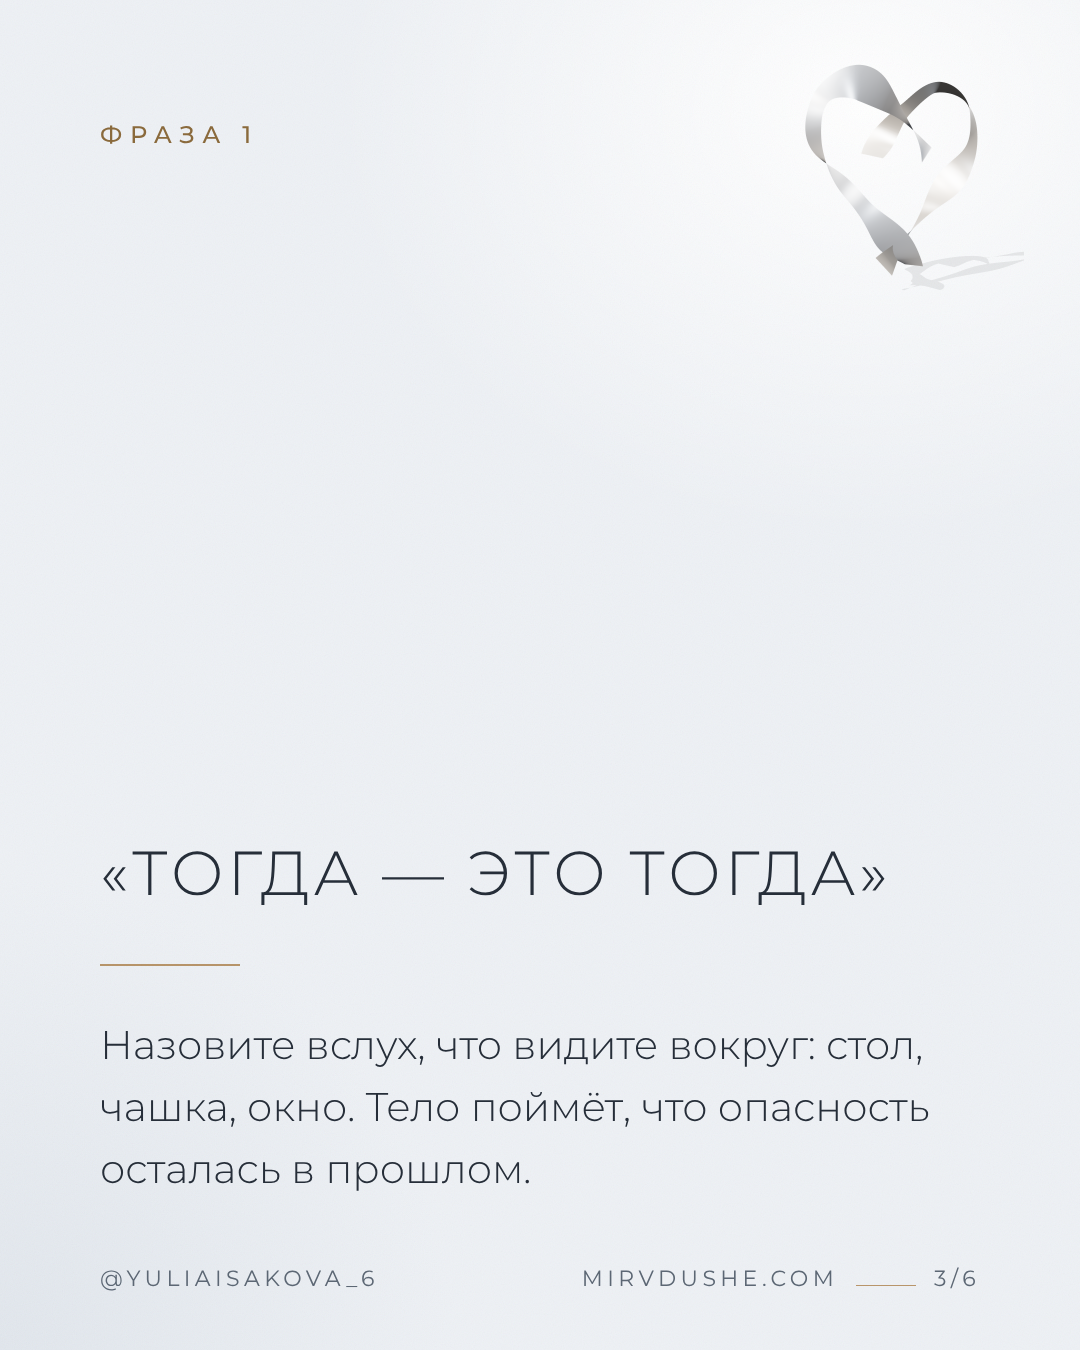 ФРАЗА 1
«ТОГДА — ЭТО ТОГДА»
Назовите вслух, что видите вокруг: стол,
чашка, окно. Тело поймёт, что опасность
осталась в прошлом.
@YULIAISAKOVA_6
MIRVDUSHE.COM 3/6